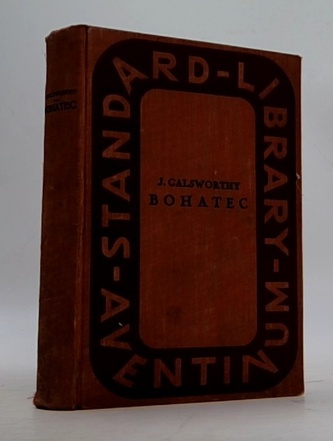 STANDARD-LIBRARY-
AVENTINUM-
J. GALSWORTHY
BOHATEC
BOHATEC